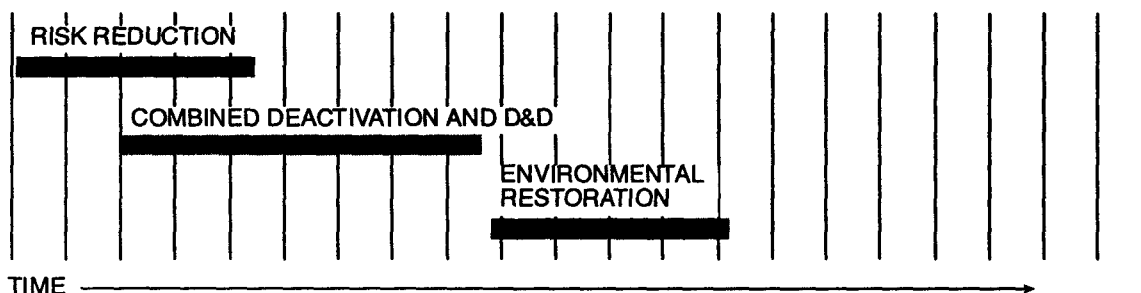 RISK REDUCTION
COMBINED DEACTIVATION AND D&D
ENVIRONMENTAL
RESTORATION
TIME